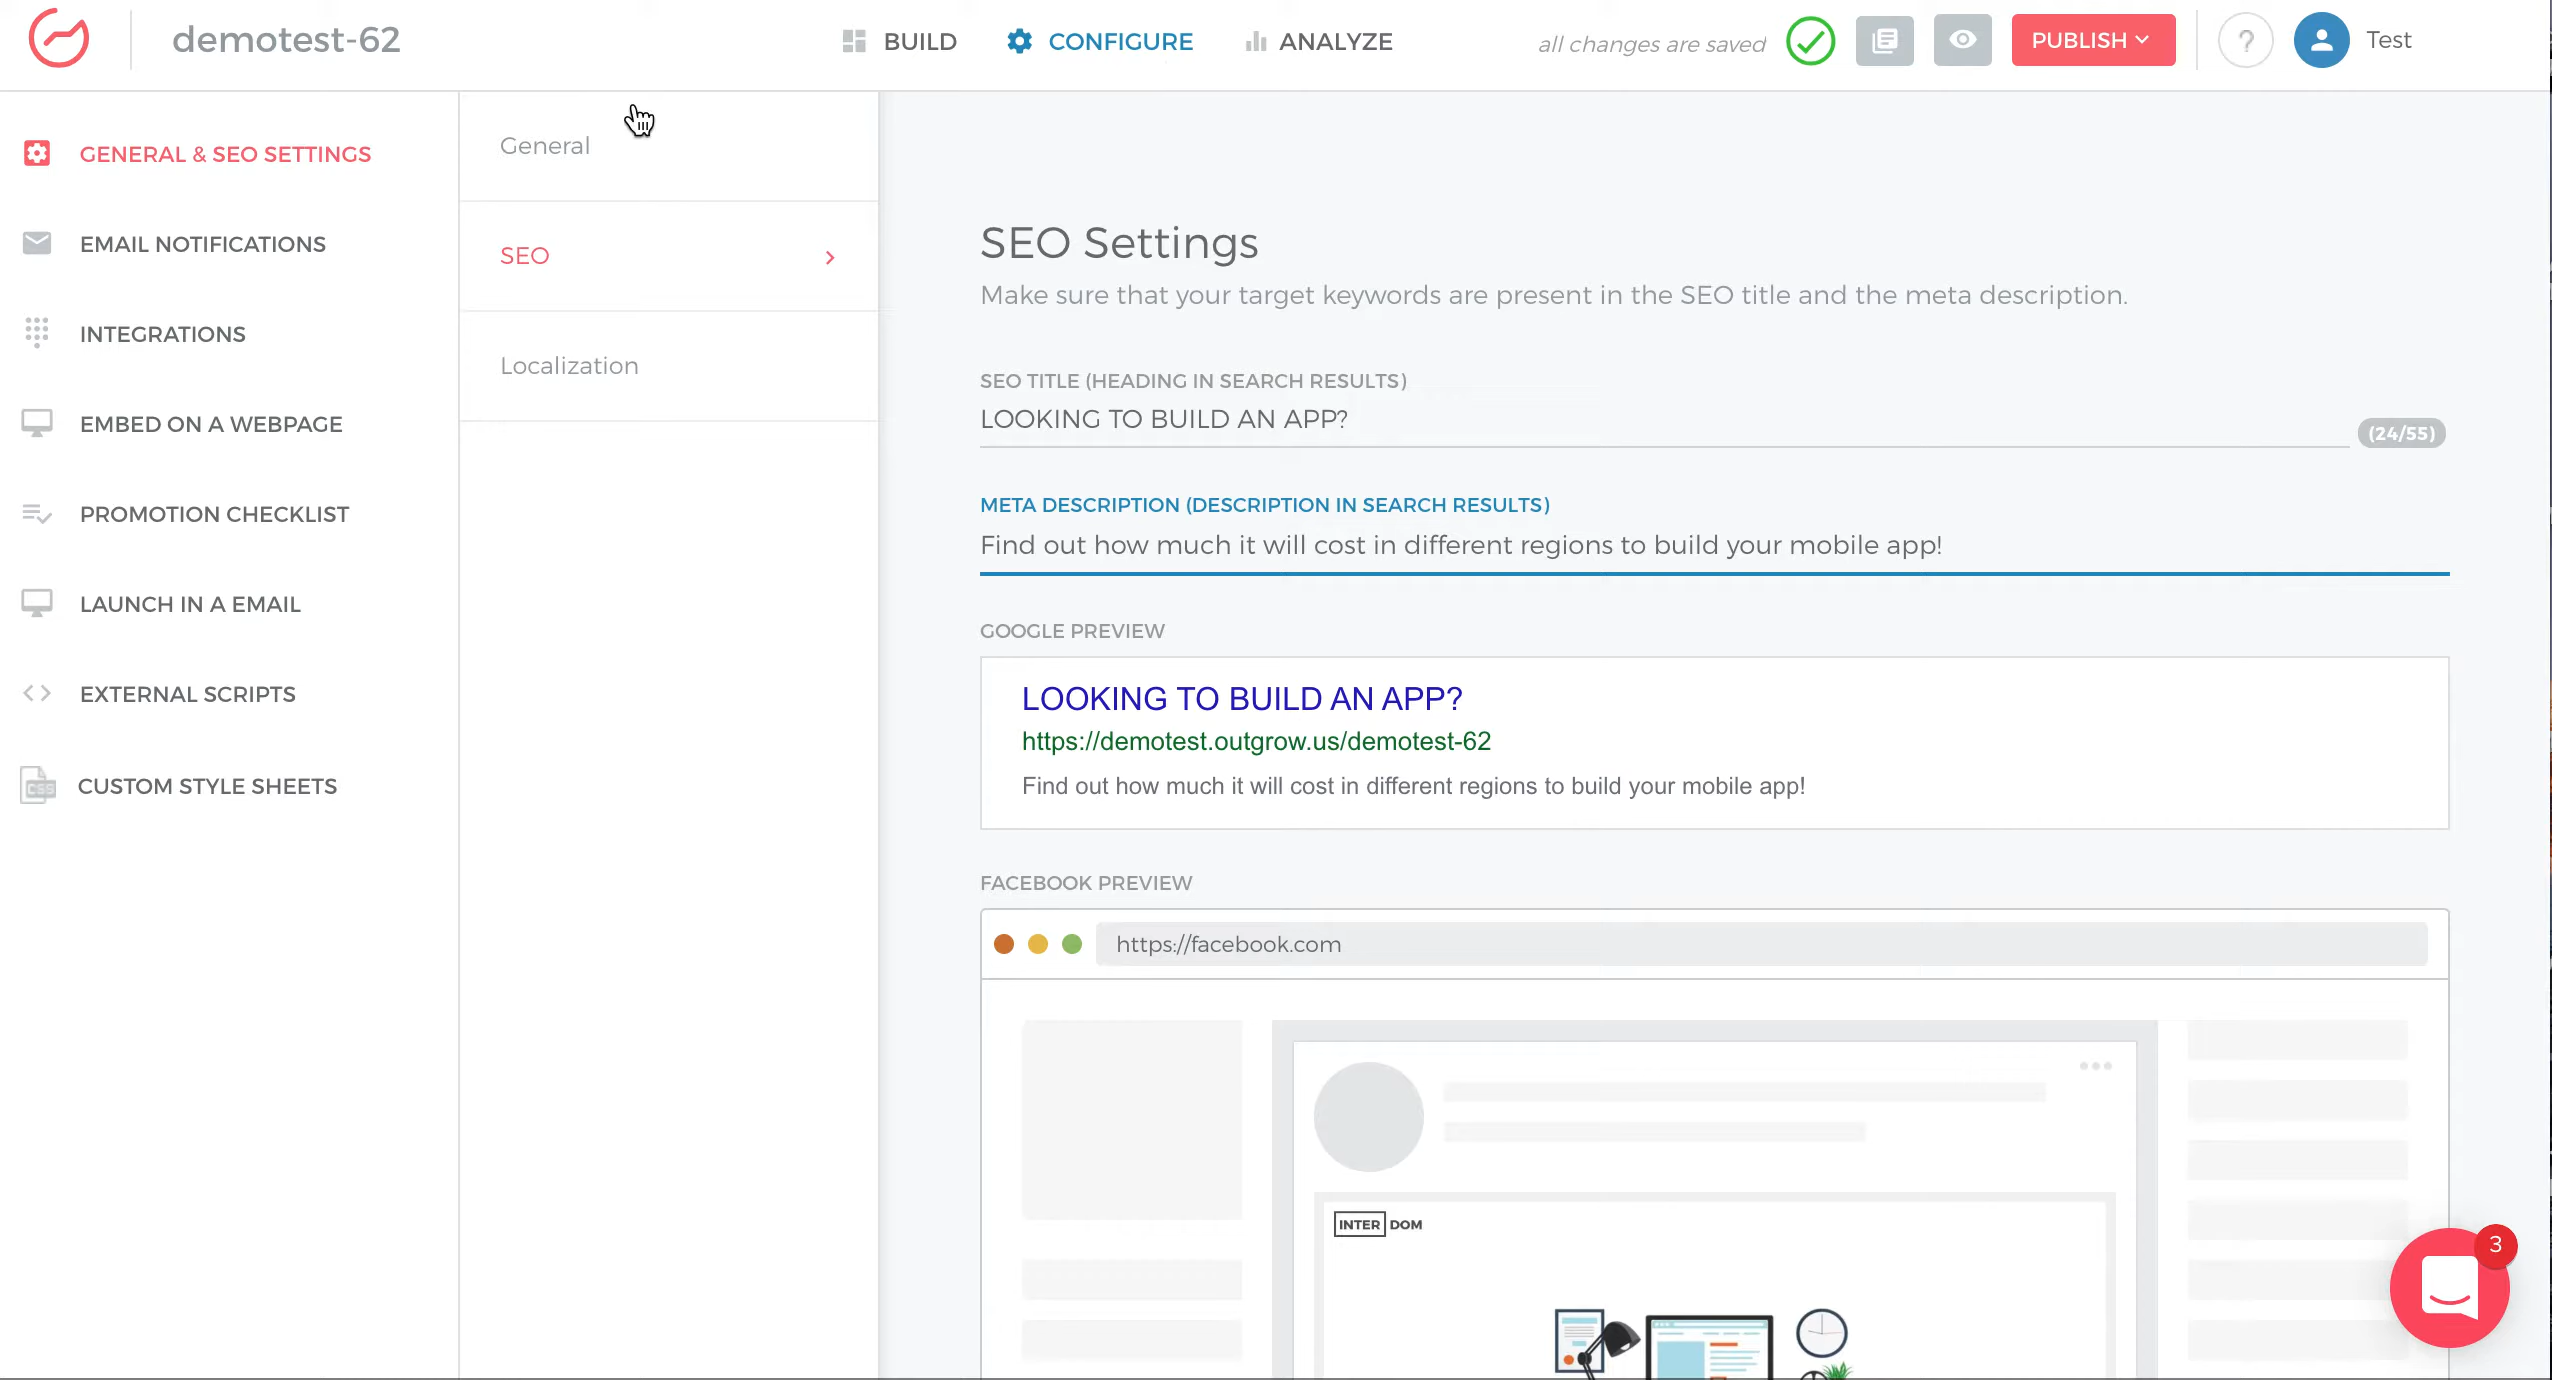 demotest-62
BUILD
CONFIGURE
ANALYZE
all changes are saved
PUBLISH
?
Test
GENERAL & SEO SETTINGS
EMAIL NOTIFICATIONS
INTEGRATIONS
EMBED ON A WEBPAGE
PROMOTION CHECKLIST
LAUNCH IN A EMAIL
EXTERNAL SCRIPTS
CSS
CUSTOM STYLE SHEETS
General
SEO
Localization
SEO Settings
Make sure that your target keywords are present in the SEO title and the meta description.
SEO TITLE (HEADING IN SEARCH RESULTS)
LOOKING TO BUILD AN APP?
(24/55)
META DESCRIPTION (DESCRIPTION IN SEARCH RESULTS)
Find out how much it will cost in different regions to build your mobile app!
GOOGLE PREVIEW
LOOKING TO BUILD AN APP?
https://demotest.outgrow.us/demotest-62
Find out how much it will cost in different regions to build your mobile app!
FACEBOOK PREVIEW
https://facebook.com
INTER DOM
3